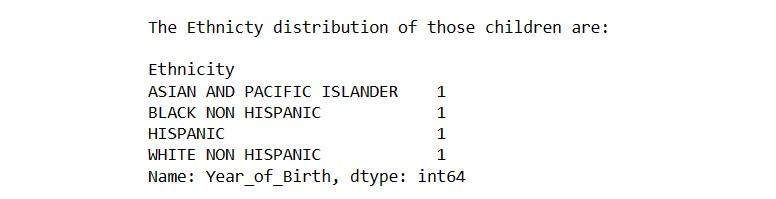 The Ethnicty distribution of those children are:
Ethnicity
ASIAN AND PACIFIC ISLANDER    1
BLACK NON HISPANIC            1
HISPANIC                      1
WHITE NON HISPANIC            1
Name: Year_of_Birth, dtype: int64